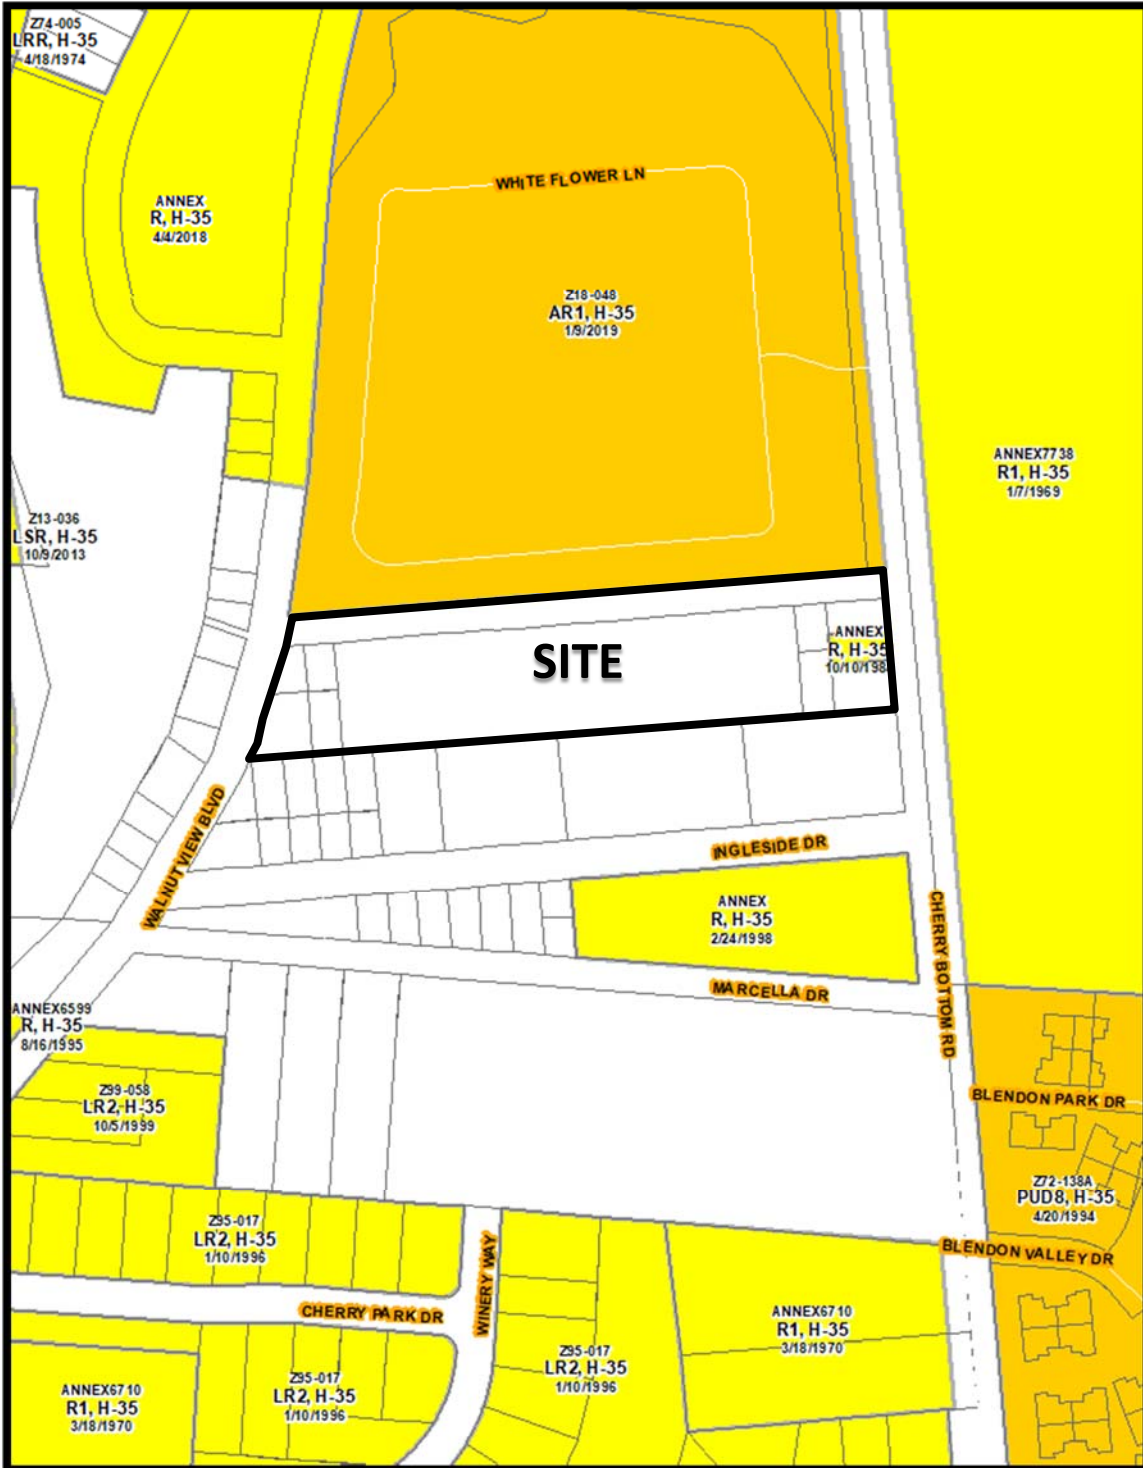 Z74-005
LRR, H-35
4/18/1974
WHITE FLOWER LN
ANNEX
R, H-35
4/4/2018
Z18-048
AR1, H-35
1/9/2019
ANNEX7738
R1, H-35
1/7/1969
Z13-036
LSR, H-35
10/9/2013
SITE
ANNEX
R, H-35
10/10/198
WALNUTVIEW BLVD
INGLESIDE DR
ANNEX
R, H-35
2/24/1998
CHERRY BOTTOM RD
MARCELLA DR
ANNEX6599
R, H-35
8/16/1995
Z99-058
LR2, H-35
10/5/1999
BLENDON PARK DR
Z72-138A
PUD8, H-35
4/20/1994
Z95-017
LR2, H-35
1/10/1996
BLENDON VALLEY DR
WINERY WAY
CHERRY PARK DR
ANNEX6710
R1, H-35
3/18/1970
Z95-017
LR2, H-35
1/10/1996
Z95-017
LR2, H-35
1/10/1996
ANNEX6710
R1, H-35
3/18/1970